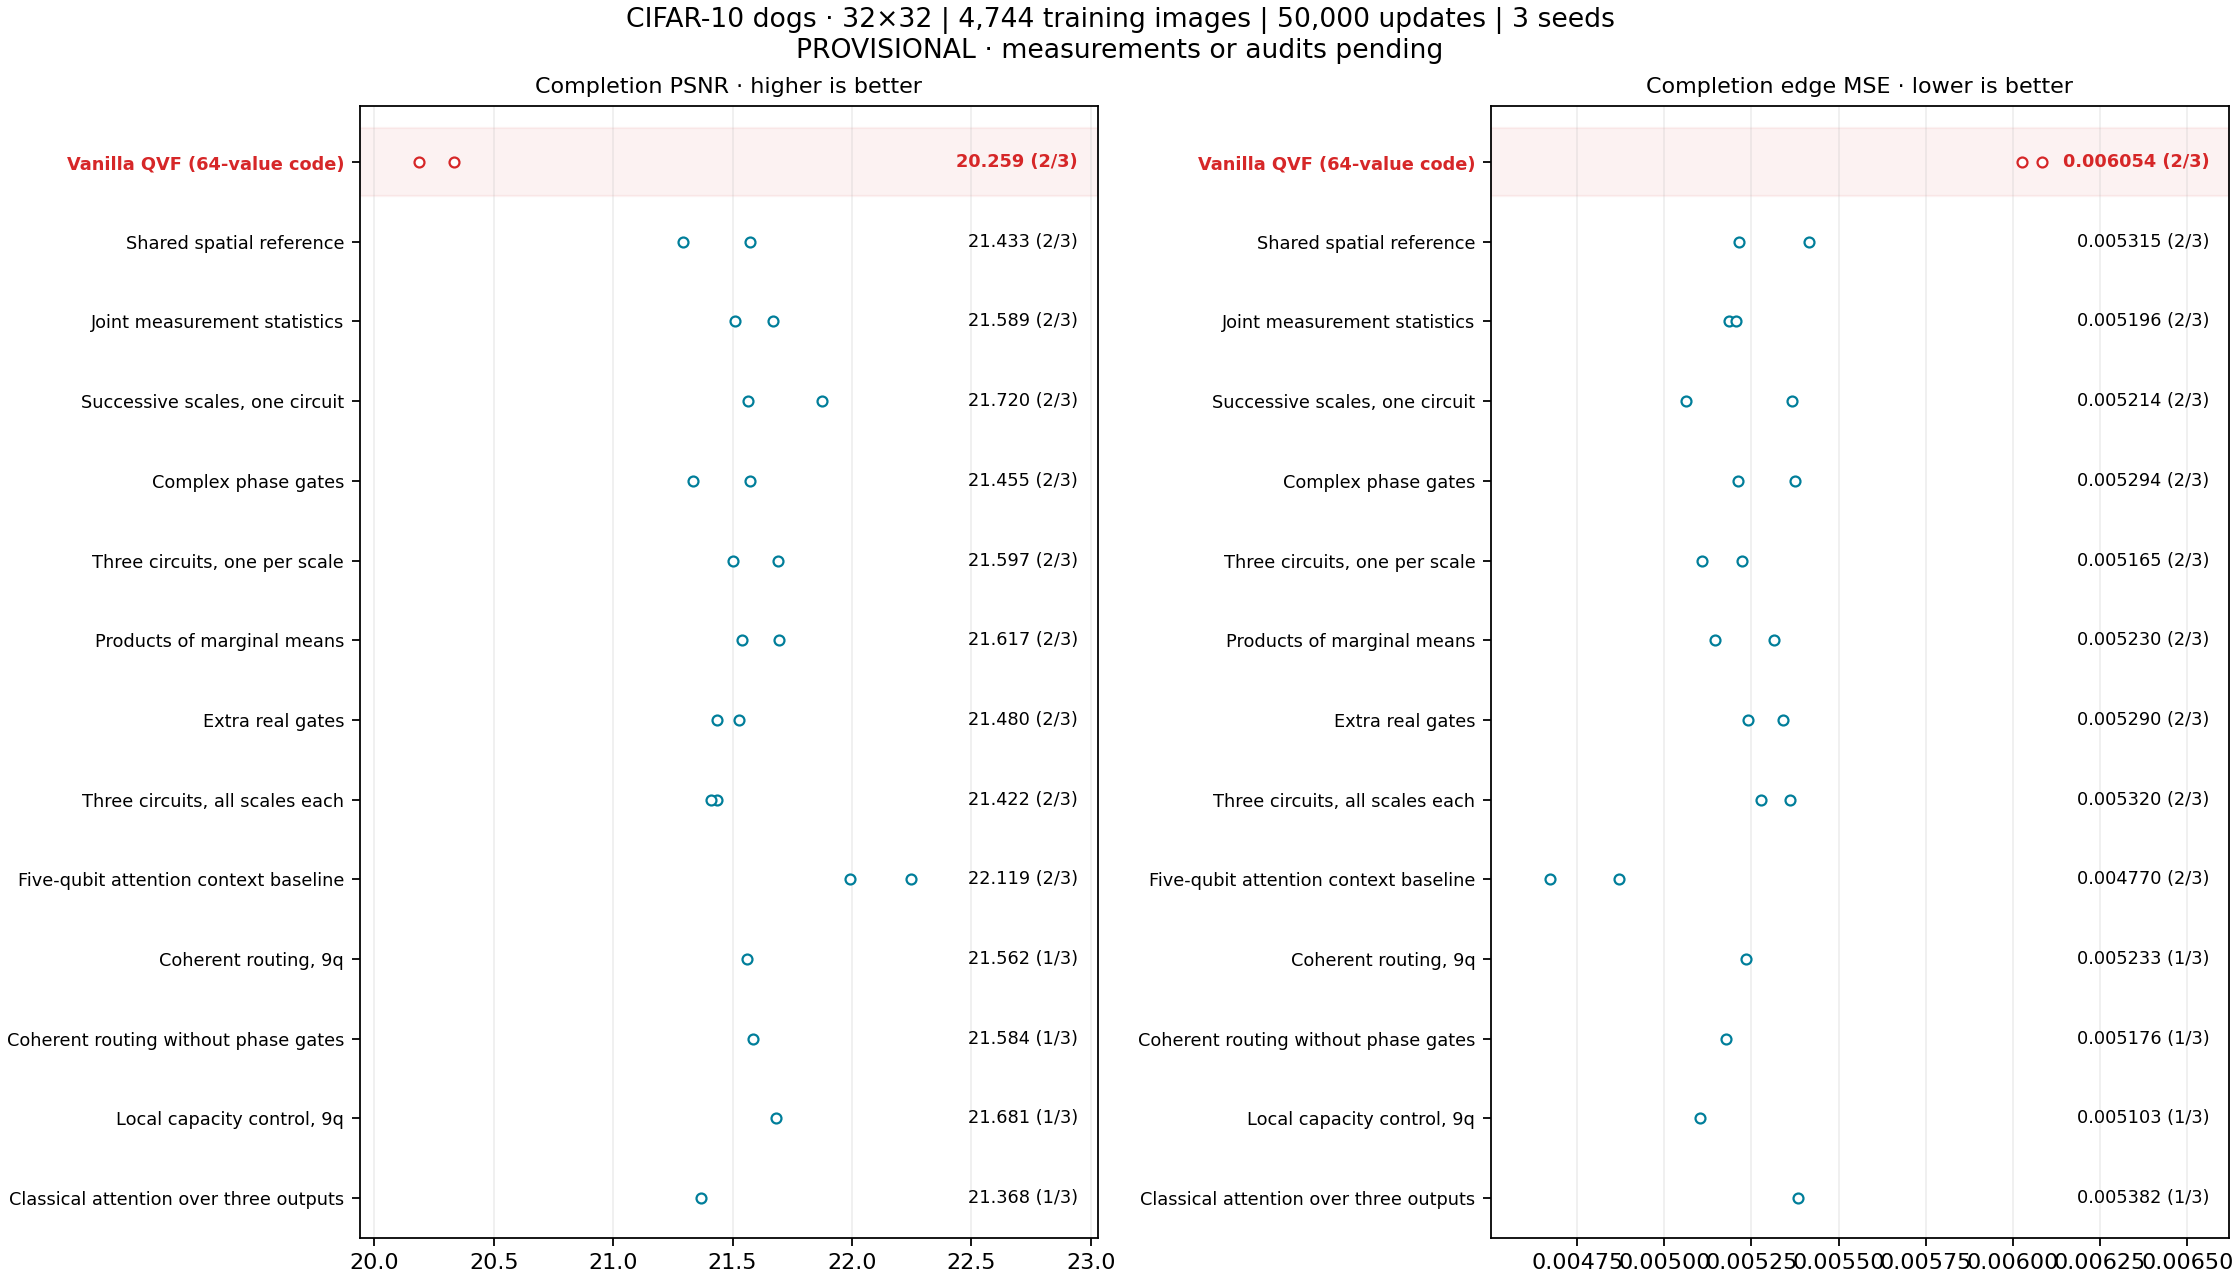 CIFAR-10 dogs · 32×32 | 4,744 training images | 50,000 updates | 3 seeds
PROVISIONAL · measurements or audits pending
Completion PSNR · higher is better
Vanilla QVF (64-value code) 20.259 (2/3)
Shared spatial reference 21.433 (2/3)
Joint measurement statistics 21.589 (2/3)
Successive scales, one circuit 21.720 (2/3)
Complex phase gates 21.455 (2/3)
Three circuits, one per scale 21.597 (2/3)
Products of marginal means 21.617 (2/3)
Extra real gates 21.480 (2/3)
Three circuits, all scales each 21.422 (2/3)
Five-qubit attention context baseline 22.119 (2/3)
Coherent routing, 9q 21.562 (1/3)
Coherent routing without phase gates 21.584 (1/3)
Local capacity control, 9q 21.681 (1/3)
Classical attention over three outputs 21.368 (1/3)
20.0 20.5 21.0 21.5 22.0 22.5 23.0
Completion edge MSE · lower is better
Vanilla QVF (64-value code) 0.006054 (2/3)
Shared spatial reference 0.005315 (2/3)
Joint measurement statistics 0.005196 (2/3)
Successive scales, one circuit 0.005214 (2/3)
Complex phase gates 0.005294 (2/3)
Three circuits, one per scale 0.005165 (2/3)
Products of marginal means 0.005230 (2/3)
Extra real gates 0.005290 (2/3)
Three circuits, all scales each 0.005320 (2/3)
Five-qubit attention context baseline 0.004770 (2/3)
Coherent routing, 9q 0.005233 (1/3)
Coherent routing without phase gates 0.005176 (1/3)
Local capacity control, 9q 0.005103 (1/3)
Classical attention over three outputs 0.005382 (1/3)
0.00475 0.00500 0.00525 0.00550 0.00575 0.00600 0.00625 0.00650